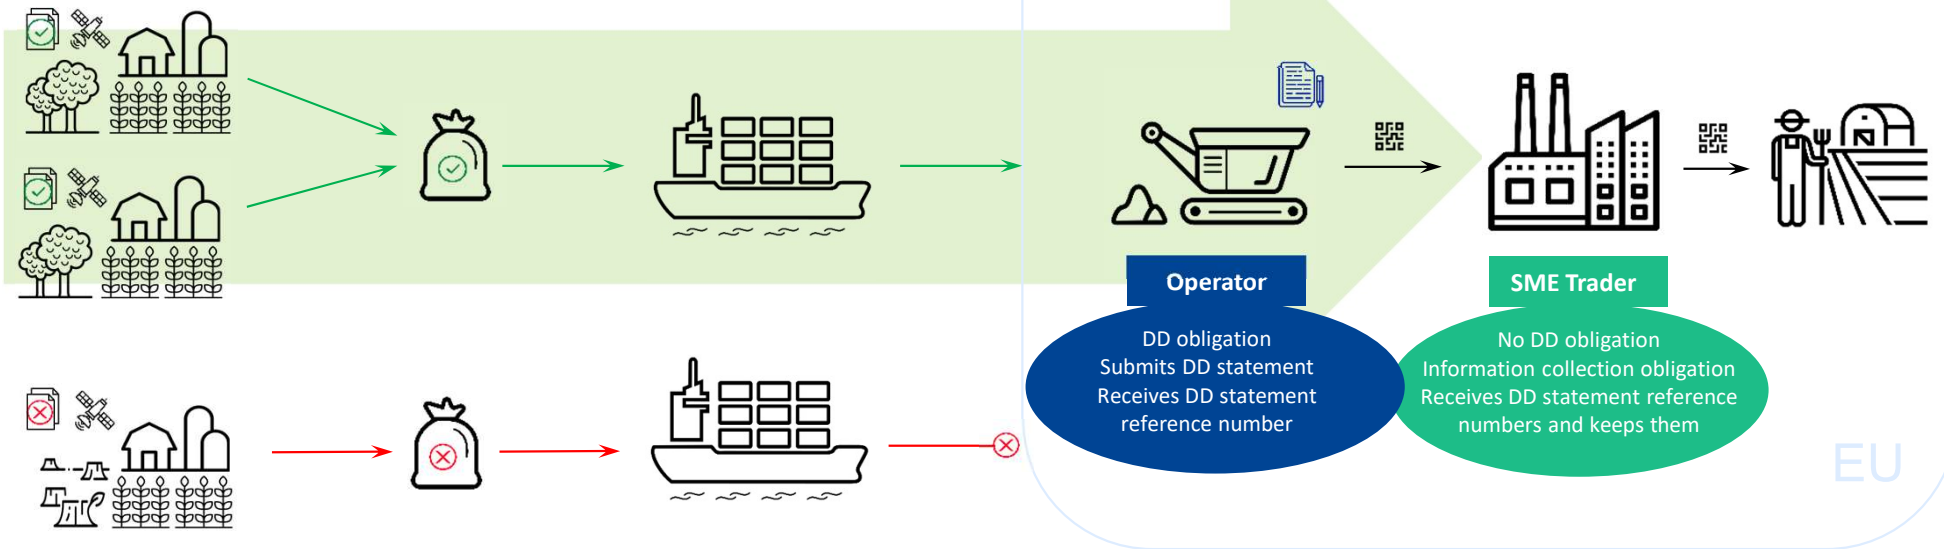 Operator
DD obligation
Submits DD statement
Receives DD statement
reference number
SME Trader
No DD obligation
Information collection obligation
Receives DD statement reference
numbers and keeps them
EU